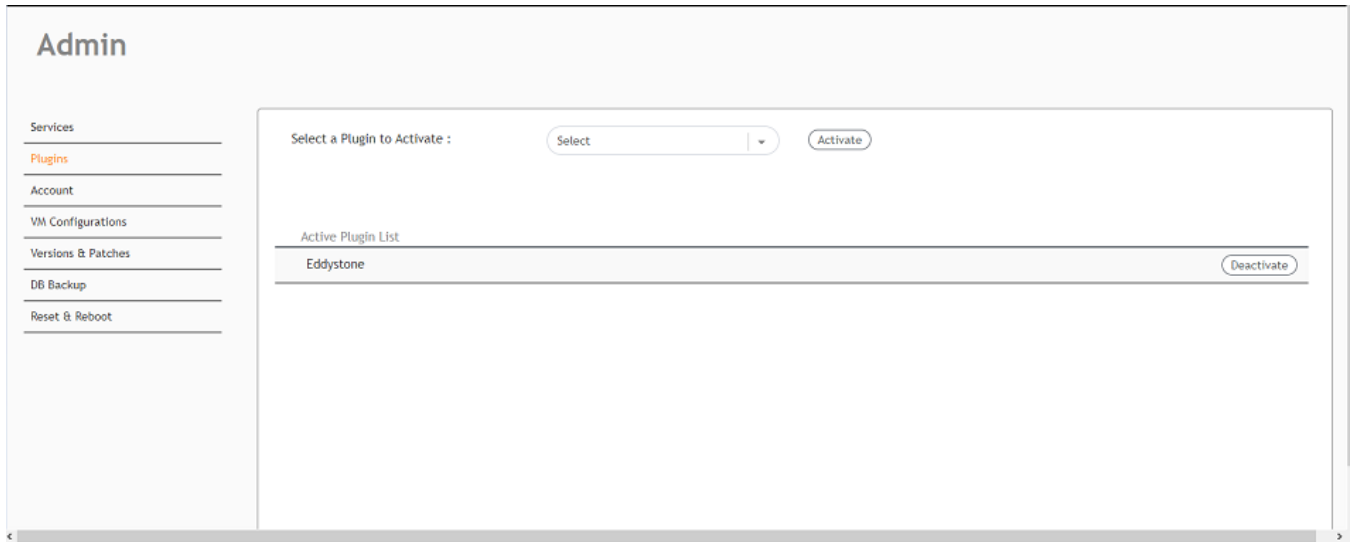 Admin
Services
Plugins
Account
VM Configurations
Versions & Patches
DB Backup
Reset & Reboot
Select a Plugin to Activate :
Select
Activate
Active Plugin List
Eddystone
Deactivate